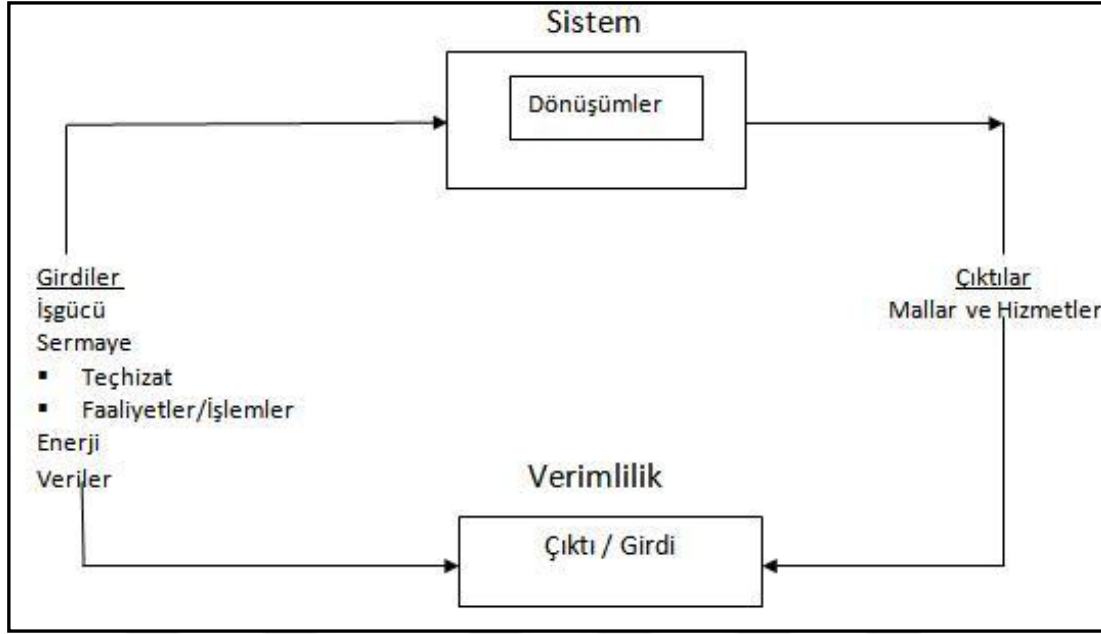 Sistem
Dönüşümler
Girdiler
İşgücü
Sermaye
▪ Teçhizat
▪ Faaliyetler/İşlemler
Enerji
Veriler
Çıktılar
Mallar ve Hizmetler
Verimlilik
Çıktı / Girdi